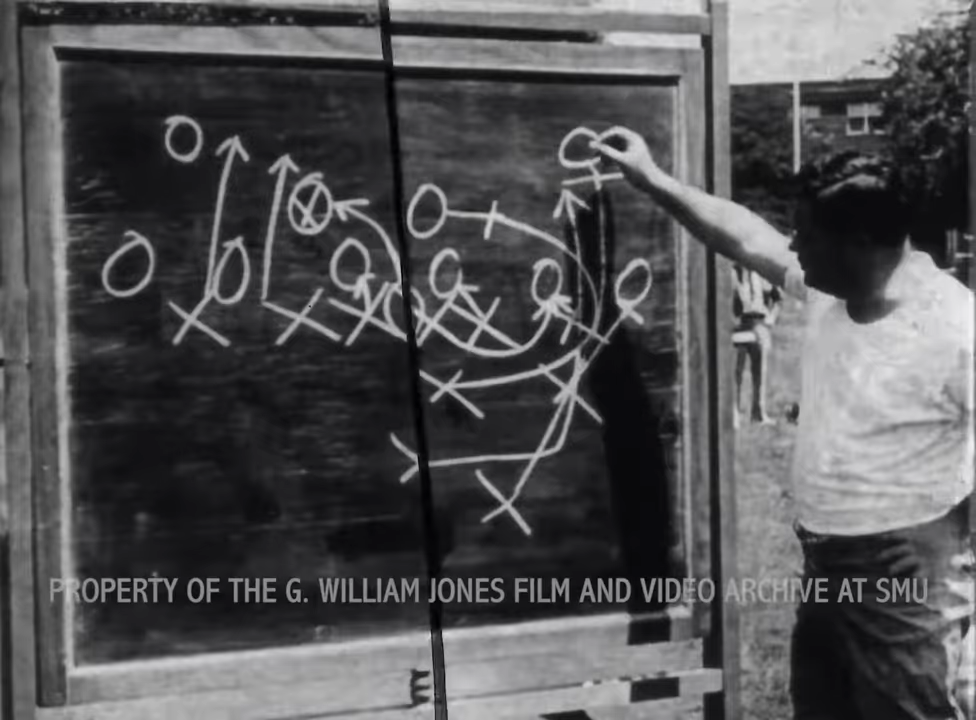 PROPERTY OF THE G. WILLIAM JONES FILM AND VIDEO ARCHIVE AT SMU